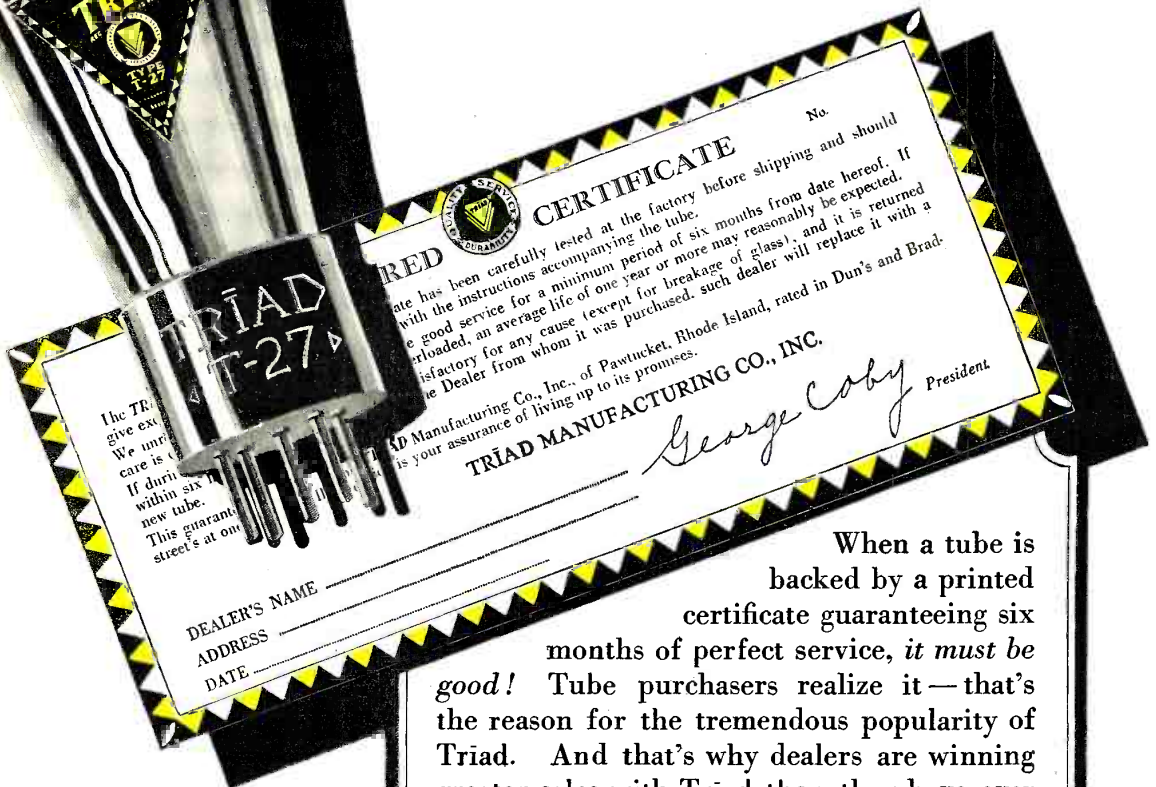 TRI
TYPE
T-27
TRĪAD
T-27
No.
QUALITY SERVICE
TRIAD
DURABILITY
RED CERTIFICATE
The TR ate has been carefully tested at the factory before shipping and should
give ex with the instructions accompanying the tube.
We e good service for a minimum period of six months from date hereof. If
care is erloaded, an average life of one year or more may reasonably be expected.
If durin isfactory for any cause (except for breakage of glass), and it is returned
within six e Dealer from whom it was purchased, such dealer will replace it with a
new tube.
This guarant AD Manufacturing Co., Inc., of Pawtucket, Rhode Island, rated in Dun's and Brad-
street's at one is your assurance of living up to its promises.
TRĪAD MANUFACTURING CO., INC.
George Coby President
DEALER'S NAME
ADDRESS
DATE
When a tube is
backed by a printed
certificate guaranteeing six
months of perfect service, it must be
good! Tube purchasers realize it — that's
the reason for the tremendous popularity of
Trīad. And that's why dealers are winning